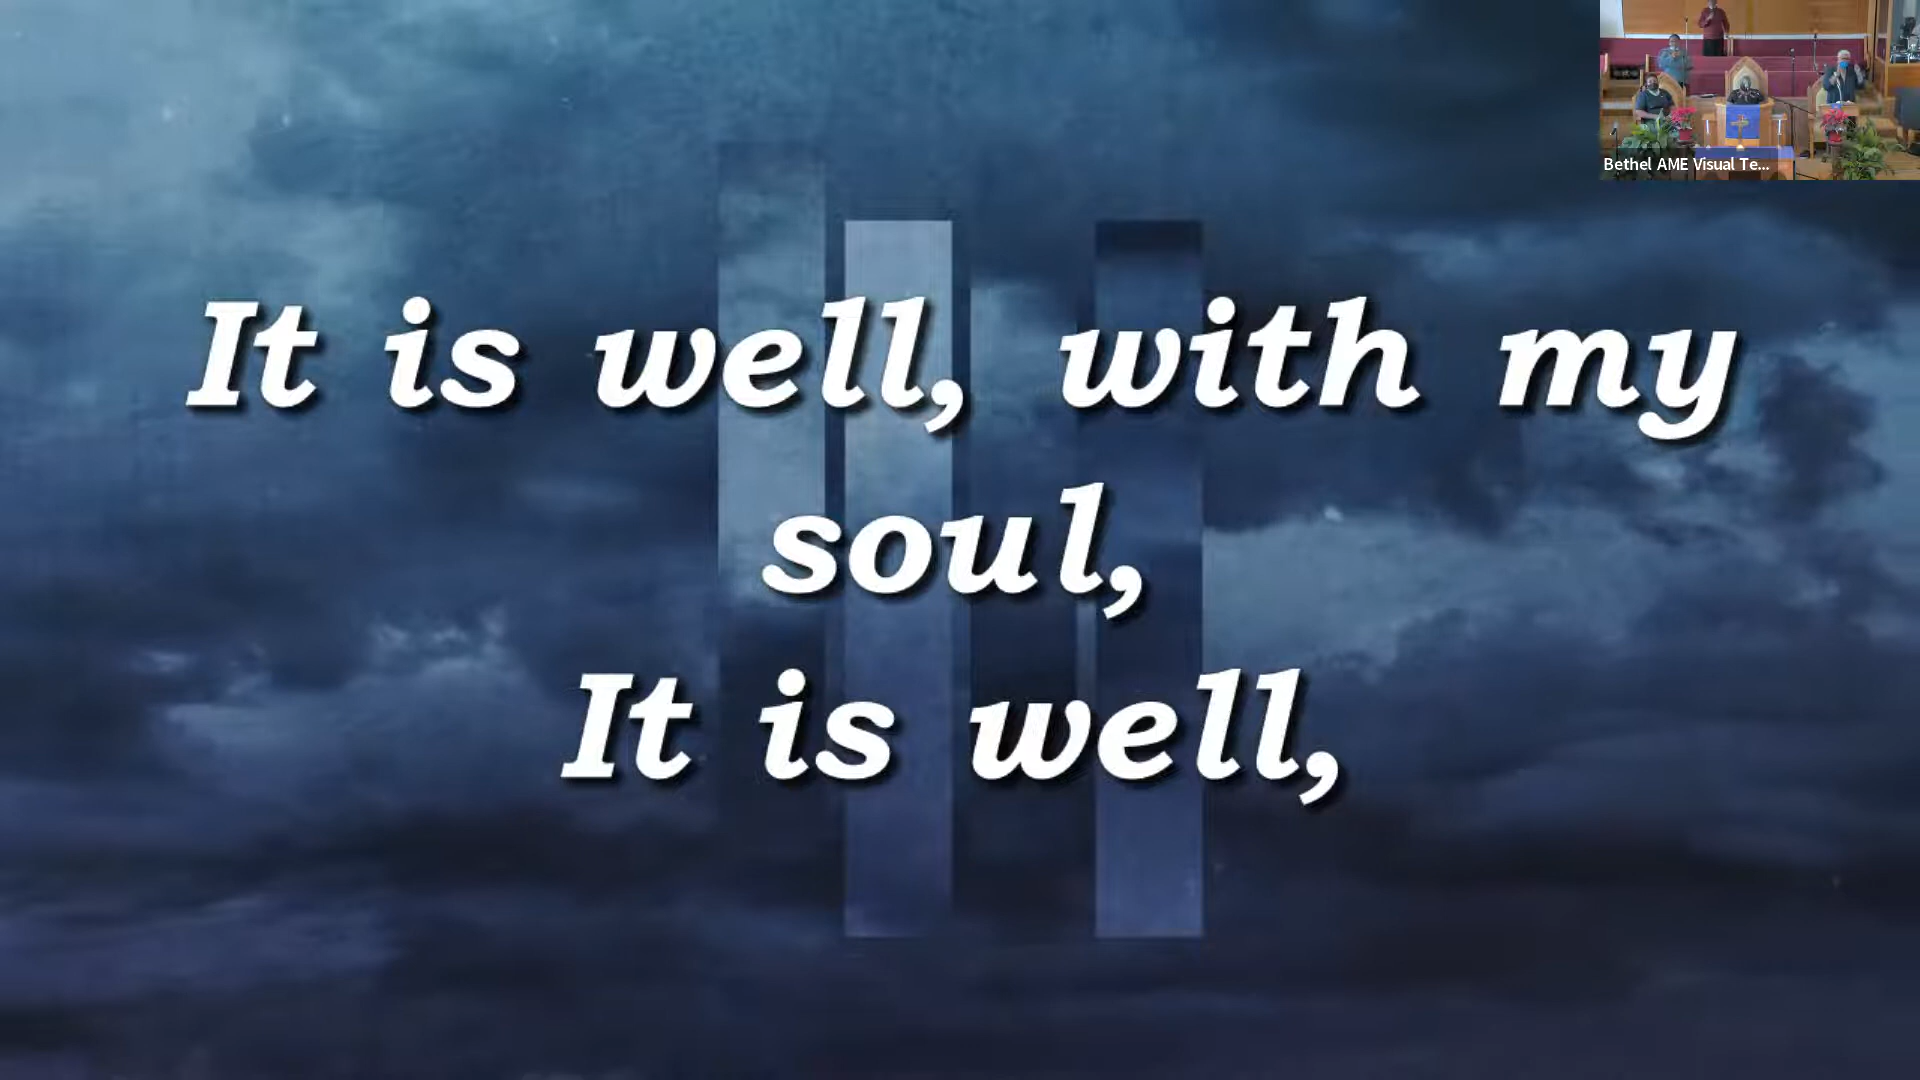 Bethel AME Visual Te...
It is well, with my
soul,
It is well,